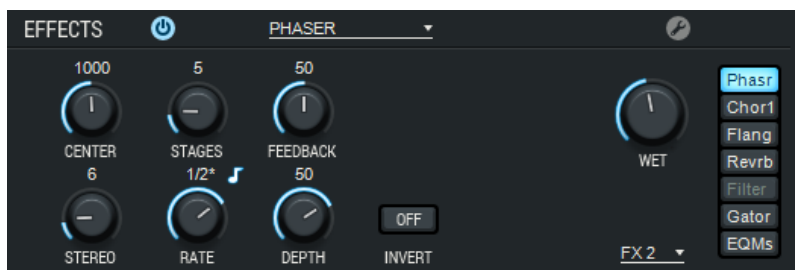 EFFECTS PHASER
1000 5 50
CENTER STAGES FEEDBACK WET
6 1/2* 50
OFF
STEREO RATE DEPTH INVERT FX 2
Phasr
Chor1
Flang
Revrb
Filter
Gator
EQMs